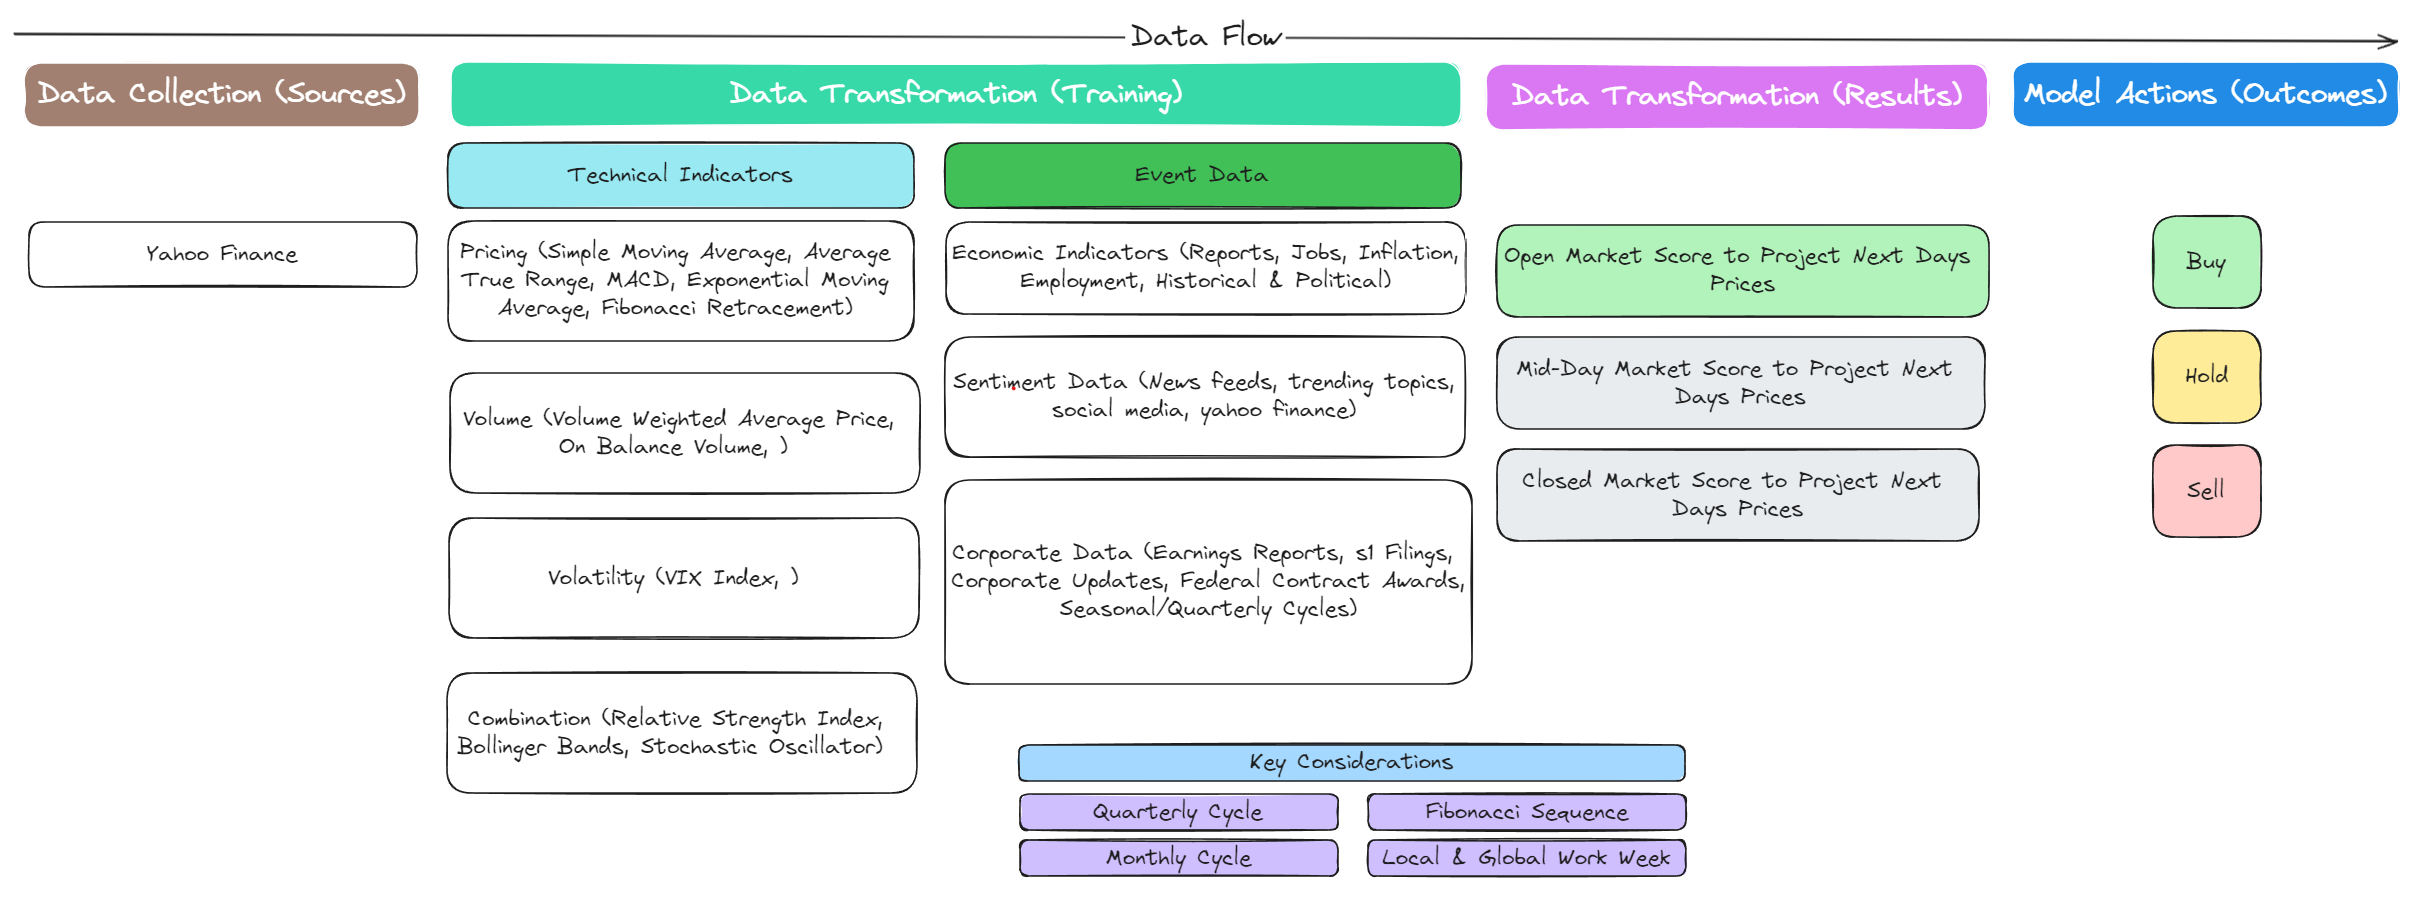 Data Flow
Data Collection (Sources)
Data Transformation (Training)
Data Transformation (Results)
Model Actions (Outcomes)
Technical Indicators
Event Data
Yahoo Finance
Pricing (Simple Moving Average, Average
True Range, MACD, Exponential Moving
Average, Fibonacci Retracement)
Volume (Volume Weighted Average Price,
On Balance Volume, )
Volatility (VIX Index, )
Combination (Relative Strength Index,
Bollinger Bands, Stochastic Oscillator)
Economic Indicators (Reports, Jobs, Inflation,
Employment, Historical & Political)
Sentiment Data (News feeds, trending topics,
social media, yahoo finance)
Corporate Data (Earnings Reports, s1 Filings,
Corporate Updates, Federal Contract Awards,
Seasonal/Quarterly Cycles)
Open Market Score to Project Next Days
Prices
Mid-Day Market Score to Project Next
Days Prices
Closed Market Score to Project Next
Days Prices
Buy
Hold
Sell
Key Considerations
Quarterly Cycle
Fibonacci Sequence
Monthly Cycle
Local & Global Work Week